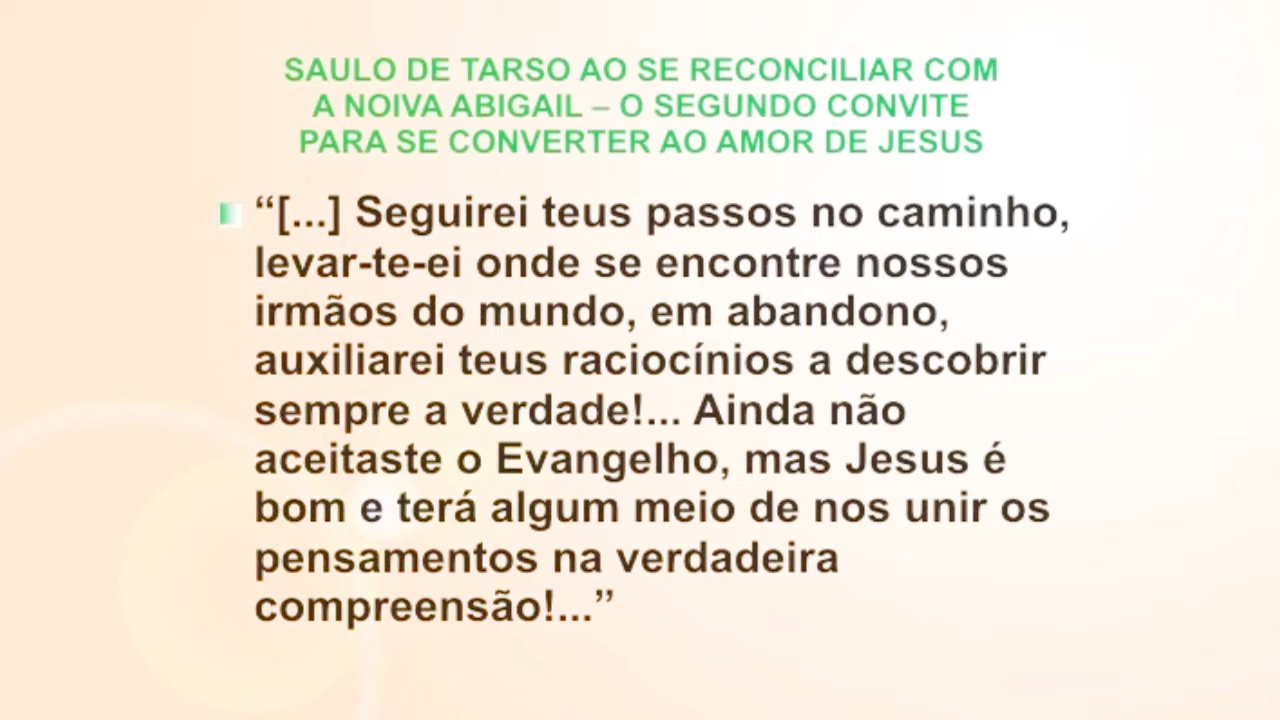 SAULO DE TARSO AO SE RECONCILIAR COM
A NOIVA ABIGAIL – O SEGUNDO CONVITE
PARA SE CONVERTER AO AMOR DE JESUS
“[...] Seguirei teus passos no caminho,
levar-te-ei onde se encontre nossos
irmãos do mundo, em abandono,
auxiliarei teus raciocínios a descobrir
sempre a verdade!... Ainda não
aceitaste o Evangelho, mas Jesus é
bom e terá algum meio de nos unir os
pensamentos na verdadeira
compreensão!...”